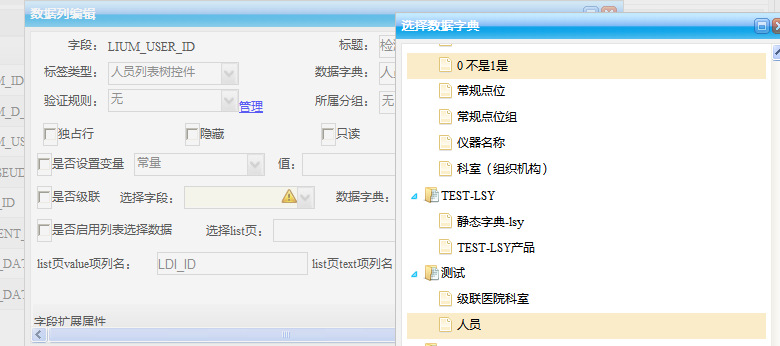 数据列编辑
字段： LIUM_USER_ID 标题： 检
标签类型： 人员列表树控件 数据字典： 人
验证规则： 无 管理 所属分组： 无
独占行 隐藏 只读
是否设置变量 常量 值：
是否级联 选择字段： 数据字典：
是否启用列表选择数据 选择list页：
list页value项列名： LDI_ID list页text项列名
字段扩展属性
M_ID
M_D_
M_US
SEUD
_ID
ENT_
_DAT
_DAT
选择数据字典
0 不是1是
常规点位
常规点位组
仪器名称
科室（组织机构）
TEST-LSY
静态字典-lsy
TEST-LSY产品
测试
级联医院科室
人员